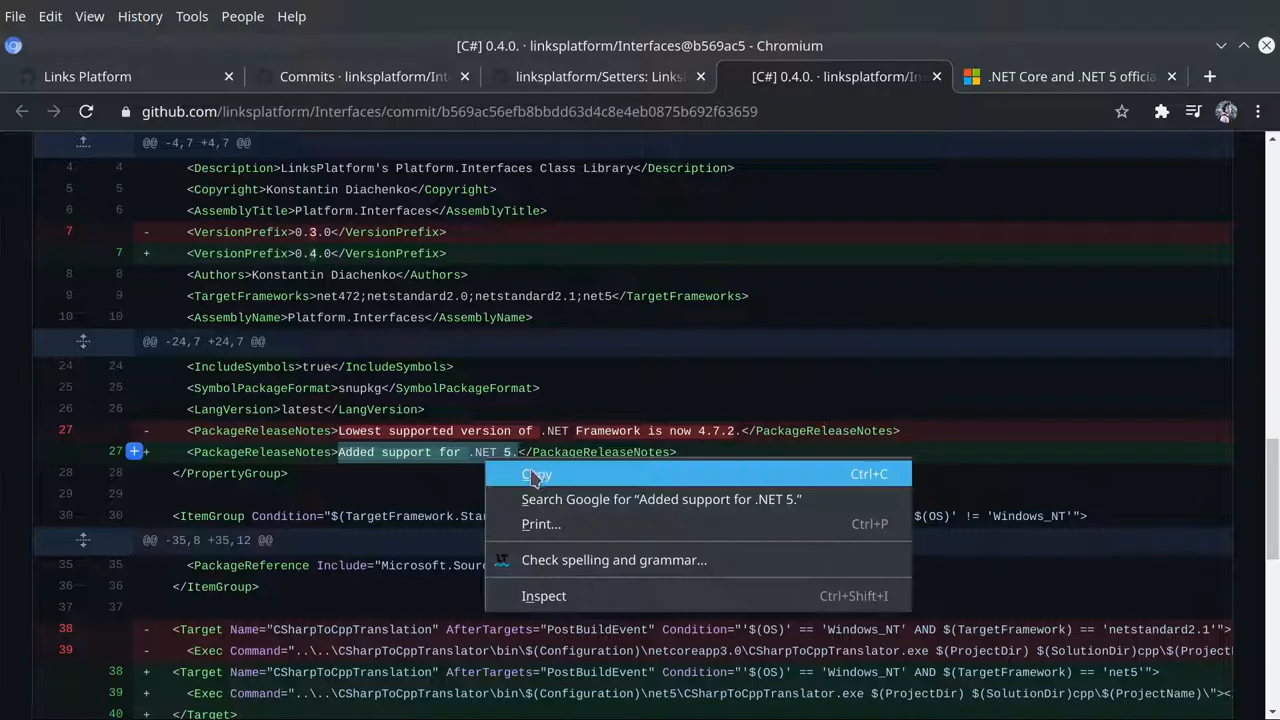 File Edit View History Tools People Help
[C#] 0.4.0. · linksplatform/Interfaces@b569ac5 - Chromium
Links Platform
Commits · linksplatform/Inte
linksplatform/Setters: Links
[C#] 0.4.0. · linksplatform/In
.NET Core and .NET 5 officia
github.com/linksplatform/Interfaces/commit/b569ac56efb8bbdd63d4c8e4eb0875b692f63659
@@ -4,7 +4,7 @@
4 4 <Description>LinksPlatform's Platform.Interfaces Class Library</Description>
5 5 <Copyright>Konstantin Diachenko</Copyright>
6 6 <AssemblyTitle>Platform.Interfaces</AssemblyTitle>
7 - <VersionPrefix>0.3.0</VersionPrefix>
7 + <VersionPrefix>0.4.0</VersionPrefix>
8 8 <Authors>Konstantin Diachenko</Authors>
9 9 <TargetFrameworks>net472;netstandard2.0;netstandard2.1;net5</TargetFrameworks>
10 10 <AssemblyName>Platform.Interfaces</AssemblyName>
@@ -24,7 +24,7 @@
24 24 <IncludeSymbols>true</IncludeSymbols>
25 25 <SymbolPackageFormat>snupkg</SymbolPackageFormat>
26 26 <LangVersion>latest</LangVersion>
27 - <PackageReleaseNotes>Lowest supported version of .NET Framework is now 4.7.2.</PackageReleaseNotes>
27 + <PackageReleaseNotes>Added support for .NET 5.</PackageReleaseNotes>
28 28 </PropertyGroup>
29 29
30 30 <ItemGroup Condition="$(TargetFramework.Star $(OS)' != 'Windows_NT'">
@@ -35,8 +35,12 @@
35 35 <PackageReference Include="Microsoft.Sour
36 36 </ItemGroup>
37 37
38 - <Target Name="CSharpToCppTranslation" AfterTargets="PostBuildEvent" Condition="'$(OS)' == 'Windows_NT' AND $(TargetFramework) == 'netstandard2.1'">
39 - <Exec Command="..\..\CSharpToCppTranslator\bin\$(Configuration)\netcoreapp3.0\CSharpToCppTranslator.exe $(ProjectDir) $(SolutionDir)cpp\$(Project
38 + <Target Name="CSharpToCppTranslation" AfterTargets="PostBuildEvent" Condition="'$(OS)' == 'Windows_NT' AND $(TargetFramework) == 'net5'">
39 + <Exec Command="..\..\CSharpToCppTranslator\bin\$(Configuration)\net5\CSharpToCppTranslator.exe $(ProjectDir) $(SolutionDir)cpp\$(ProjectName)\"><
40 + </Target>
Copy Ctrl+C
Search Google for “Added support for .NET 5.”
Print... Ctrl+P
Check spelling and grammar...
Inspect Ctrl+Shift+I